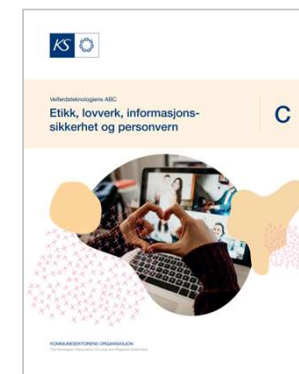 KS
Velferdsteknologiens ABC
Etikk, lovverk, informasjons-
sikkerhet og personvern
C
KOMMUNESEKTORENS ORGANISASJON
The Norwegian Association of Local and Regional Authorities